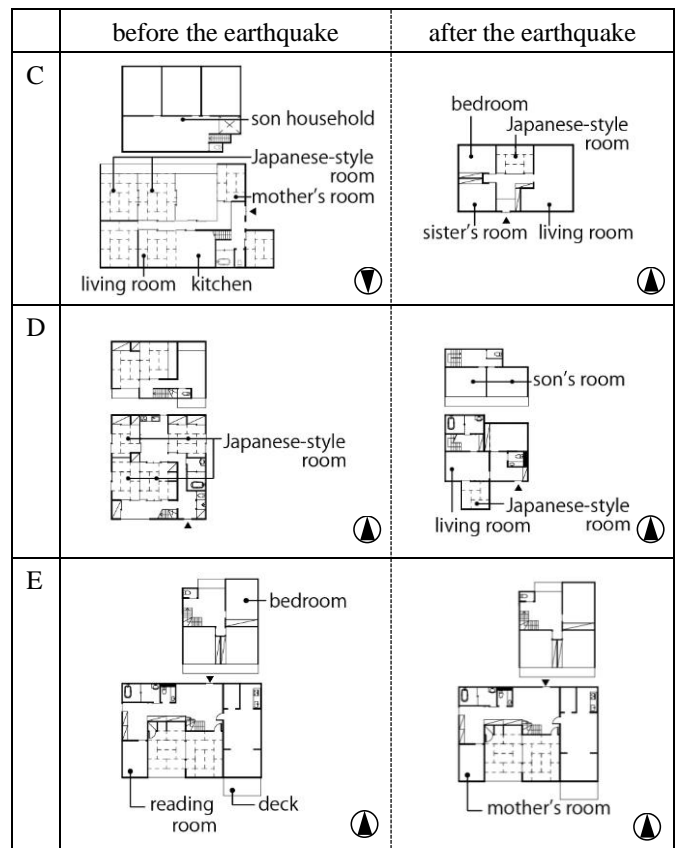 before the earthquake
after the earthquake
C
son household
Japanese-style
room
mother's room
living room
kitchen
bedroom
Japanese-style
room
sister's room
living room
D
Japanese-style
room
son's room
Japanese-style
living room
room
E
bedroom
reading
room
deck
mother's room